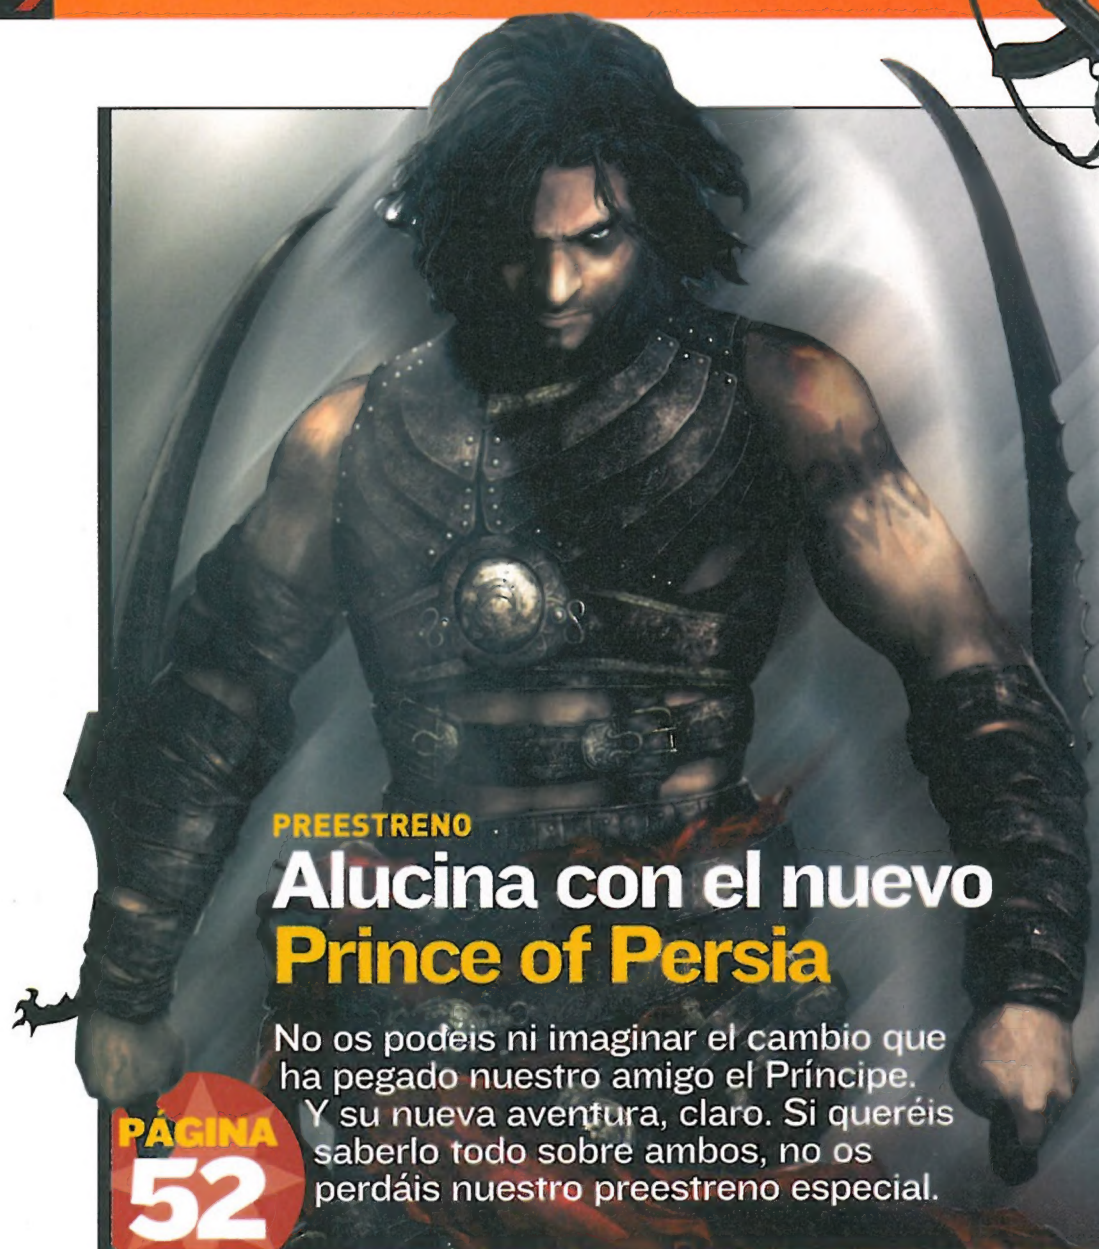 PREESTRENO
Alucina con el nuevo
Prince of Persia
No os podéis ni imaginar el cambio que
ha pegado nuestro amigo el Príncipe.
Y su nueva aventura, claro. Si queréis
saberlo todo sobre ambos, no os
perdáis nuestro preestreno especial.
PÁGINA
52